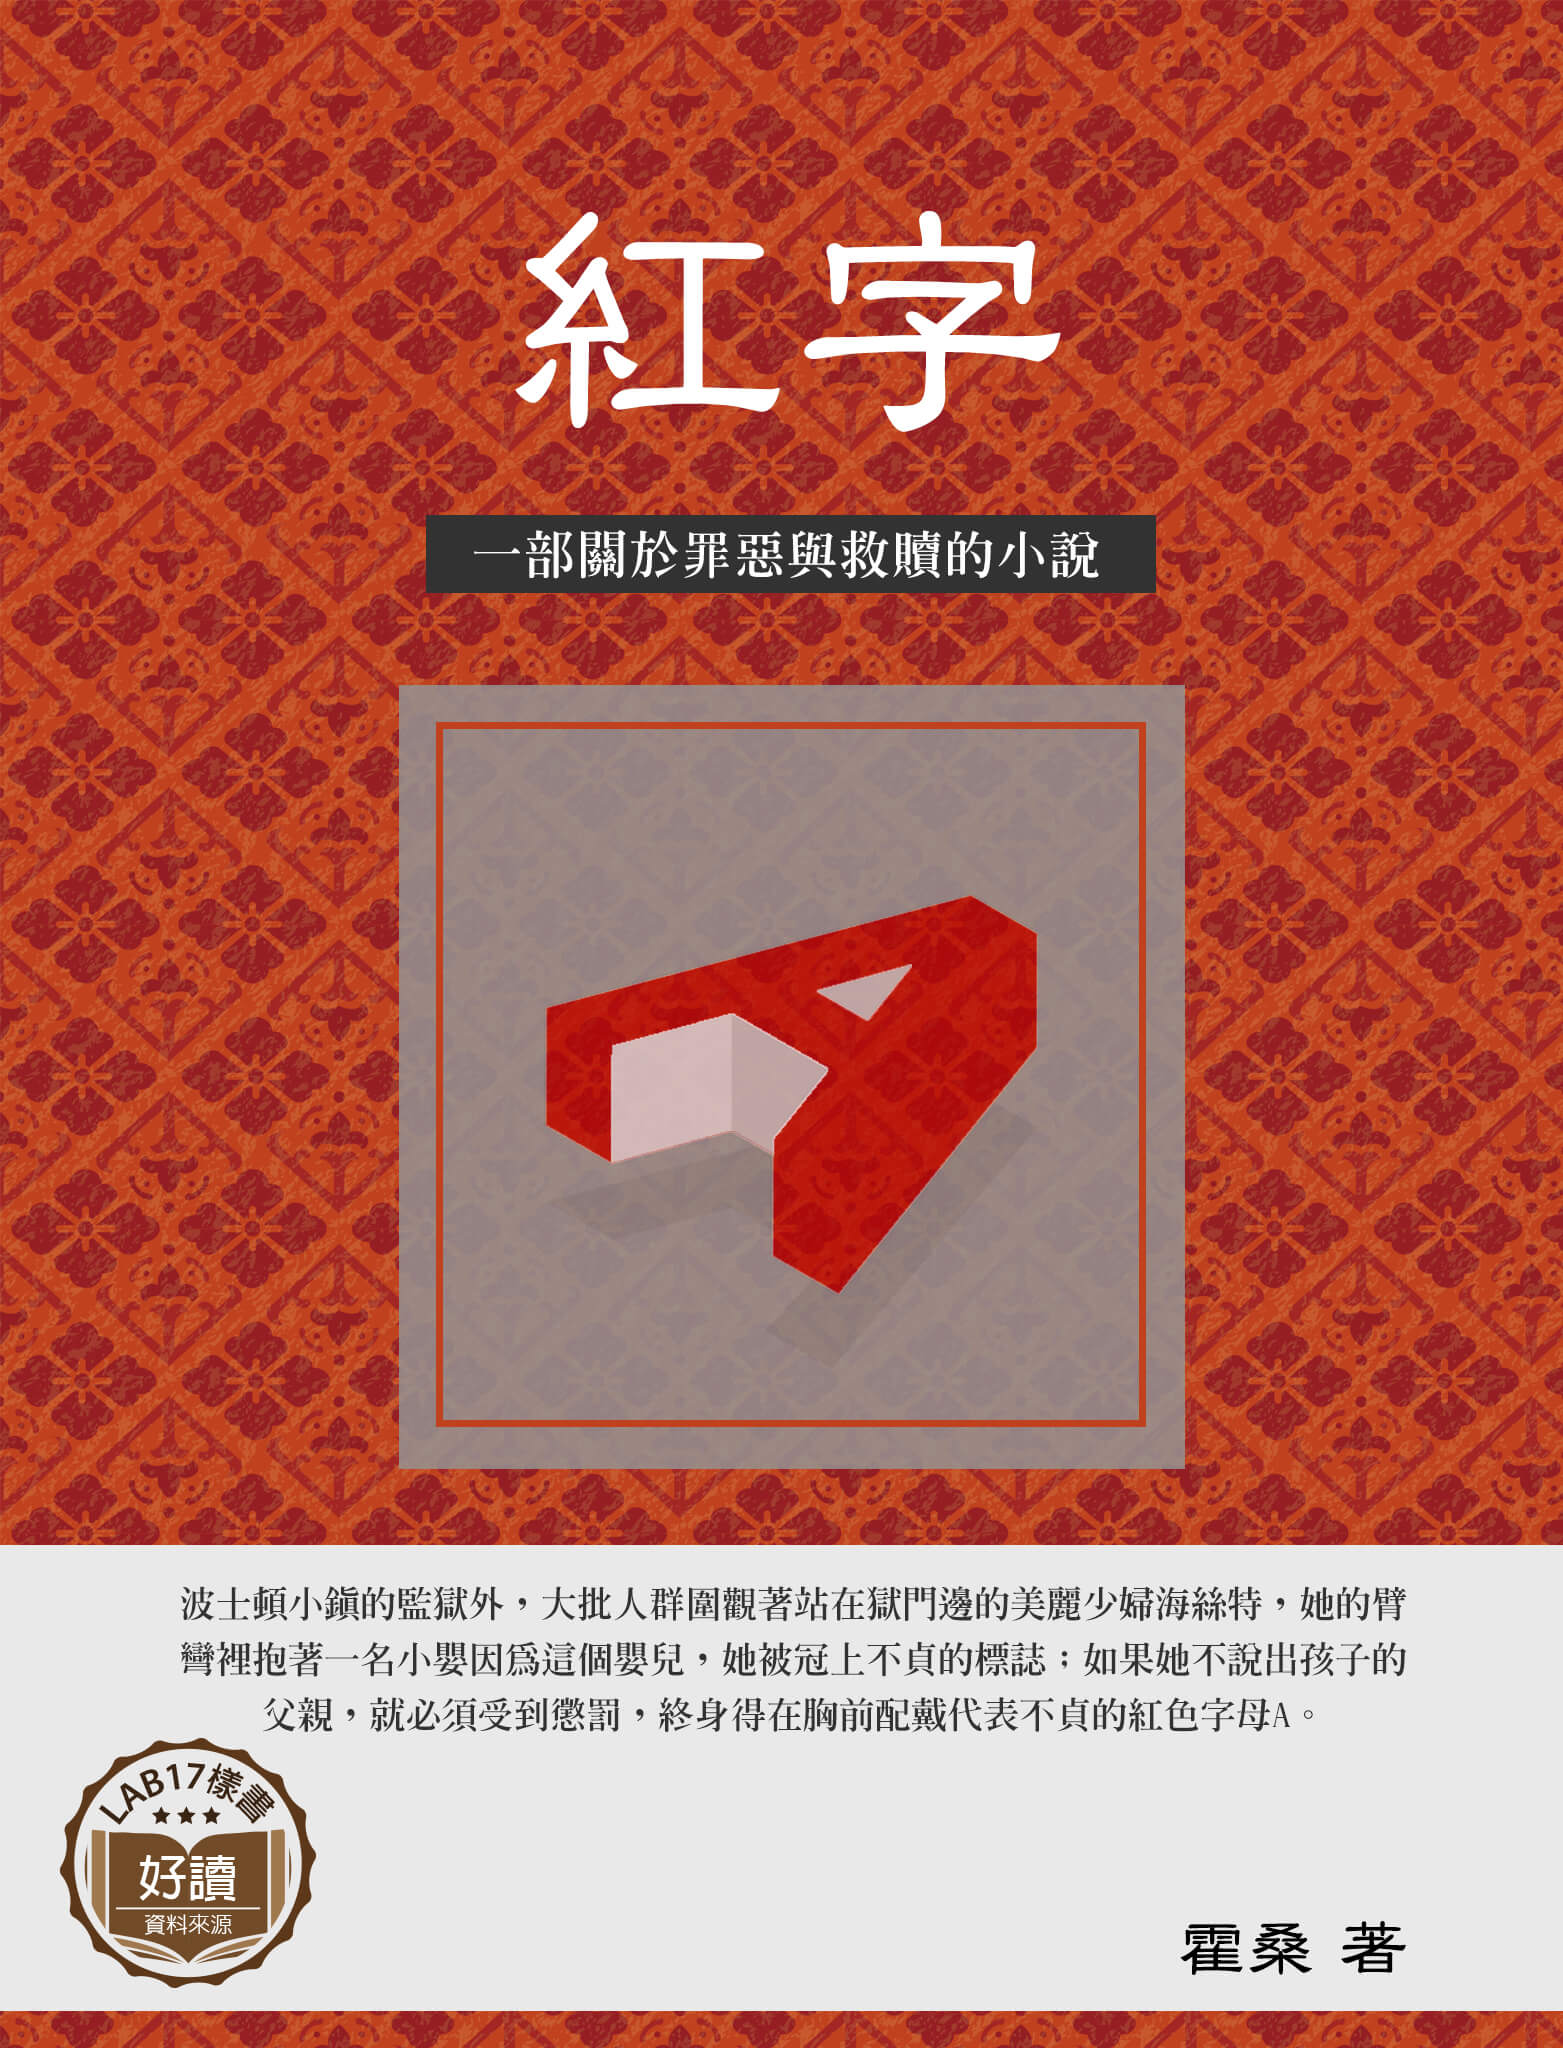 紅字
一部關於罪惡與救贖的小說
波士頓小鎮的監獄外，大批人群圍觀著站在獄門邊的美麗少婦海絲特，她的臂
彎裡抱著一名小嬰因為這個嬰兒，她被冠上不貞的標誌；如果她不說出孩子的
父親，就必須受到懲罰，終身得在胸前配戴代表不貞的紅色字母A。
LAB17樣書
好讀
資料來源
霍桑 著